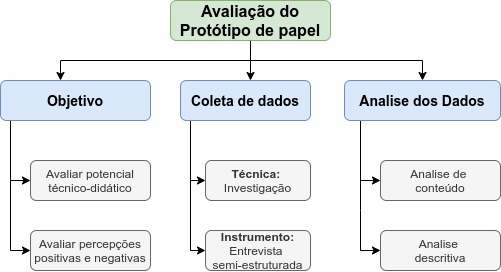 Avaliação do
Protótipo de papel
Objetivo
Coleta de dados
Analise dos Dados
Avaliar potencial
técnico-didático
Técnica:
Investigação
Analise de
conteúdo
Avaliar percepções
positivas e negativas
Instrumento:
Entrevista
semi-estruturada
Analise
descritiva